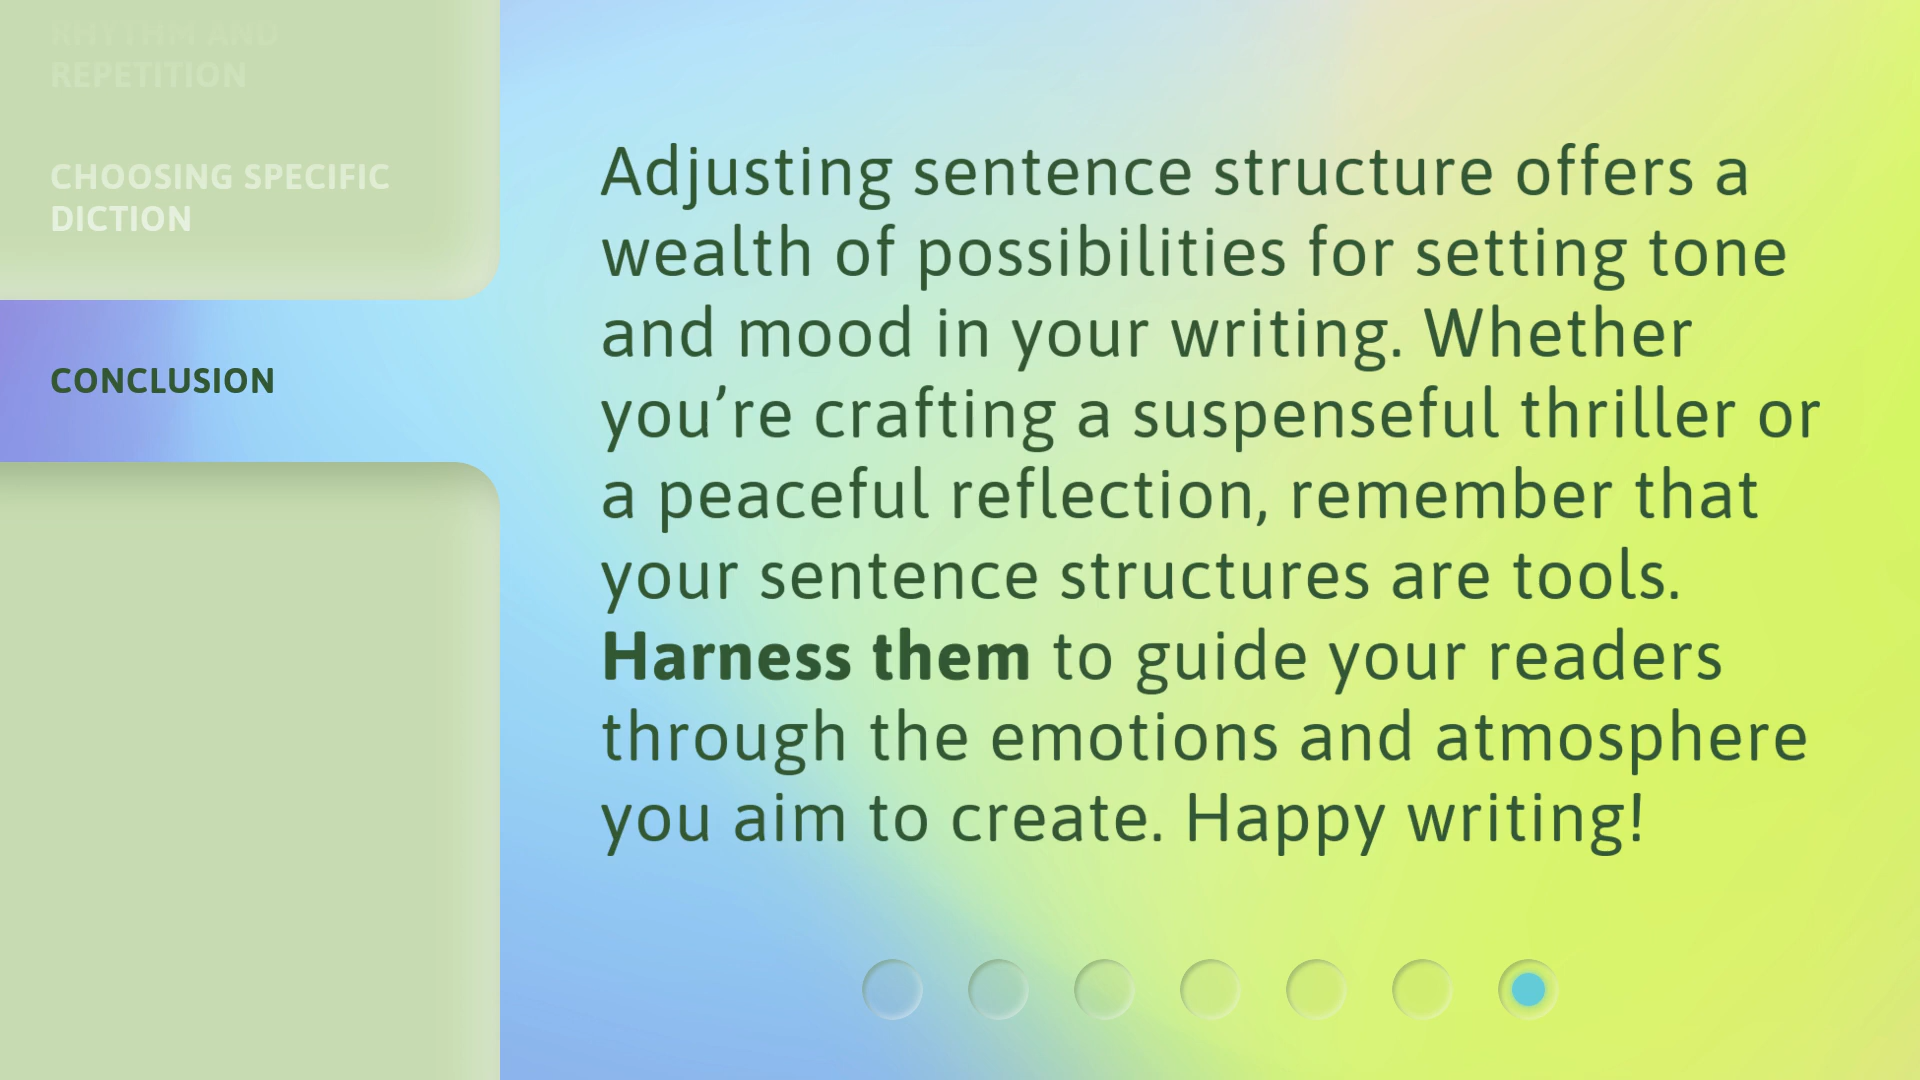 RHYTHM AND
REPETITION
CHOOSING SPECIFIC
DICTION
CONCLUSION
Adjusting sentence structure offers a
wealth of possibilities for setting tone
and mood in your writing. Whether
you’re crafting a suspenseful thriller or
a peaceful reflection, remember that
your sentence structures are tools.
Harness them to guide your readers
through the emotions and atmosphere
you aim to create. Happy writing!